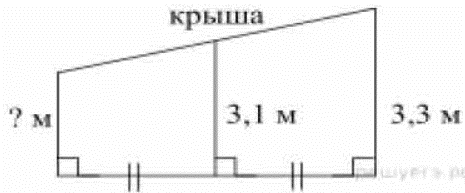 крыша
? м
3,1 м
3,3 м
решуегэ.рф